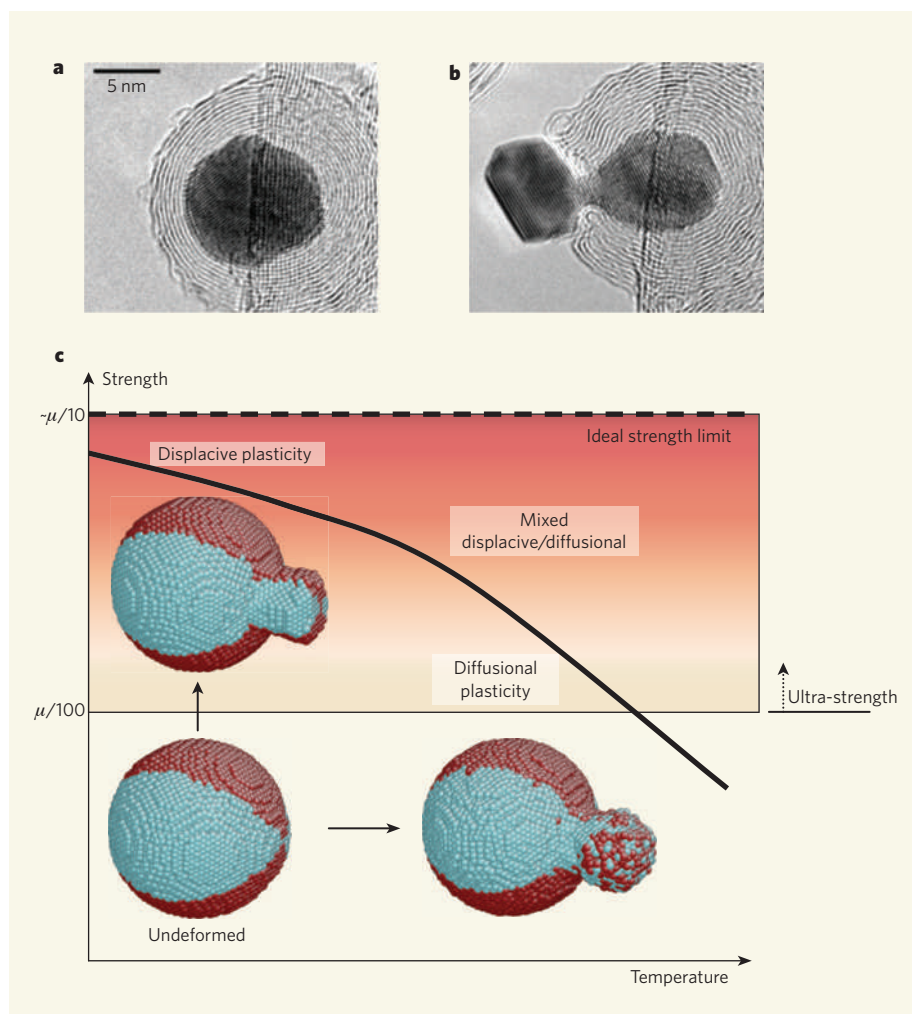 a
b
5 nm
c
Strength
~μ/10
Ideal strength limit
Displacive plasticity
Mixed
displacive/diffusional
Diffusional
plasticity
Ultra-strength
μ/100
Undeformed
Temperature